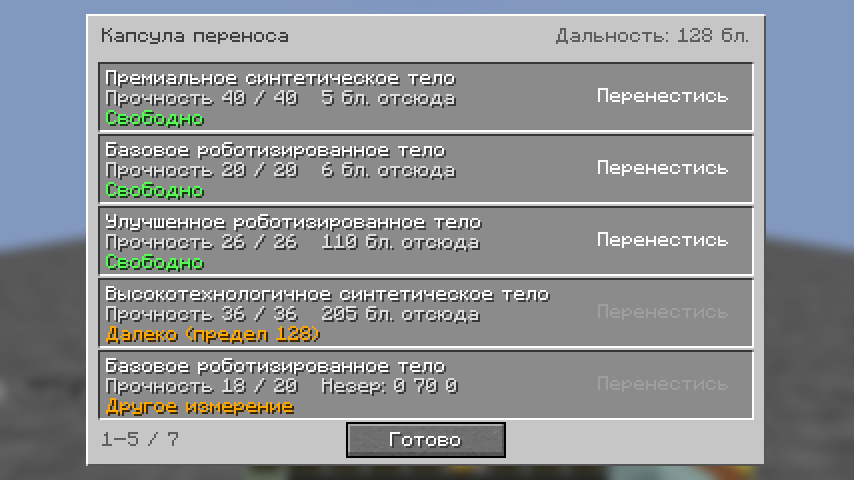 Капсула переноса
Дальность: 128 бл.
Премиальное синтетическое тело
Прочность 40 / 40 5 бл. отсюда
Свободно
Перенестись
Базовое роботизированное тело
Прочность 20 / 20 6 бл. отсюда
Свободно
Перенестись
Улучшенное роботизированное тело
Прочность 26 / 26 110 бл. отсюда
Свободно
Перенестись
Высокотехнологичное синтетическое тело
Прочность 36 / 36 205 бл. отсюда
Далеко (предел 128)
Перенестись
Базовое роботизированное тело
Прочность 18 / 20 Незер: 0 70 0
Другое измерение
Перенестись
1–5 / 7
Готово